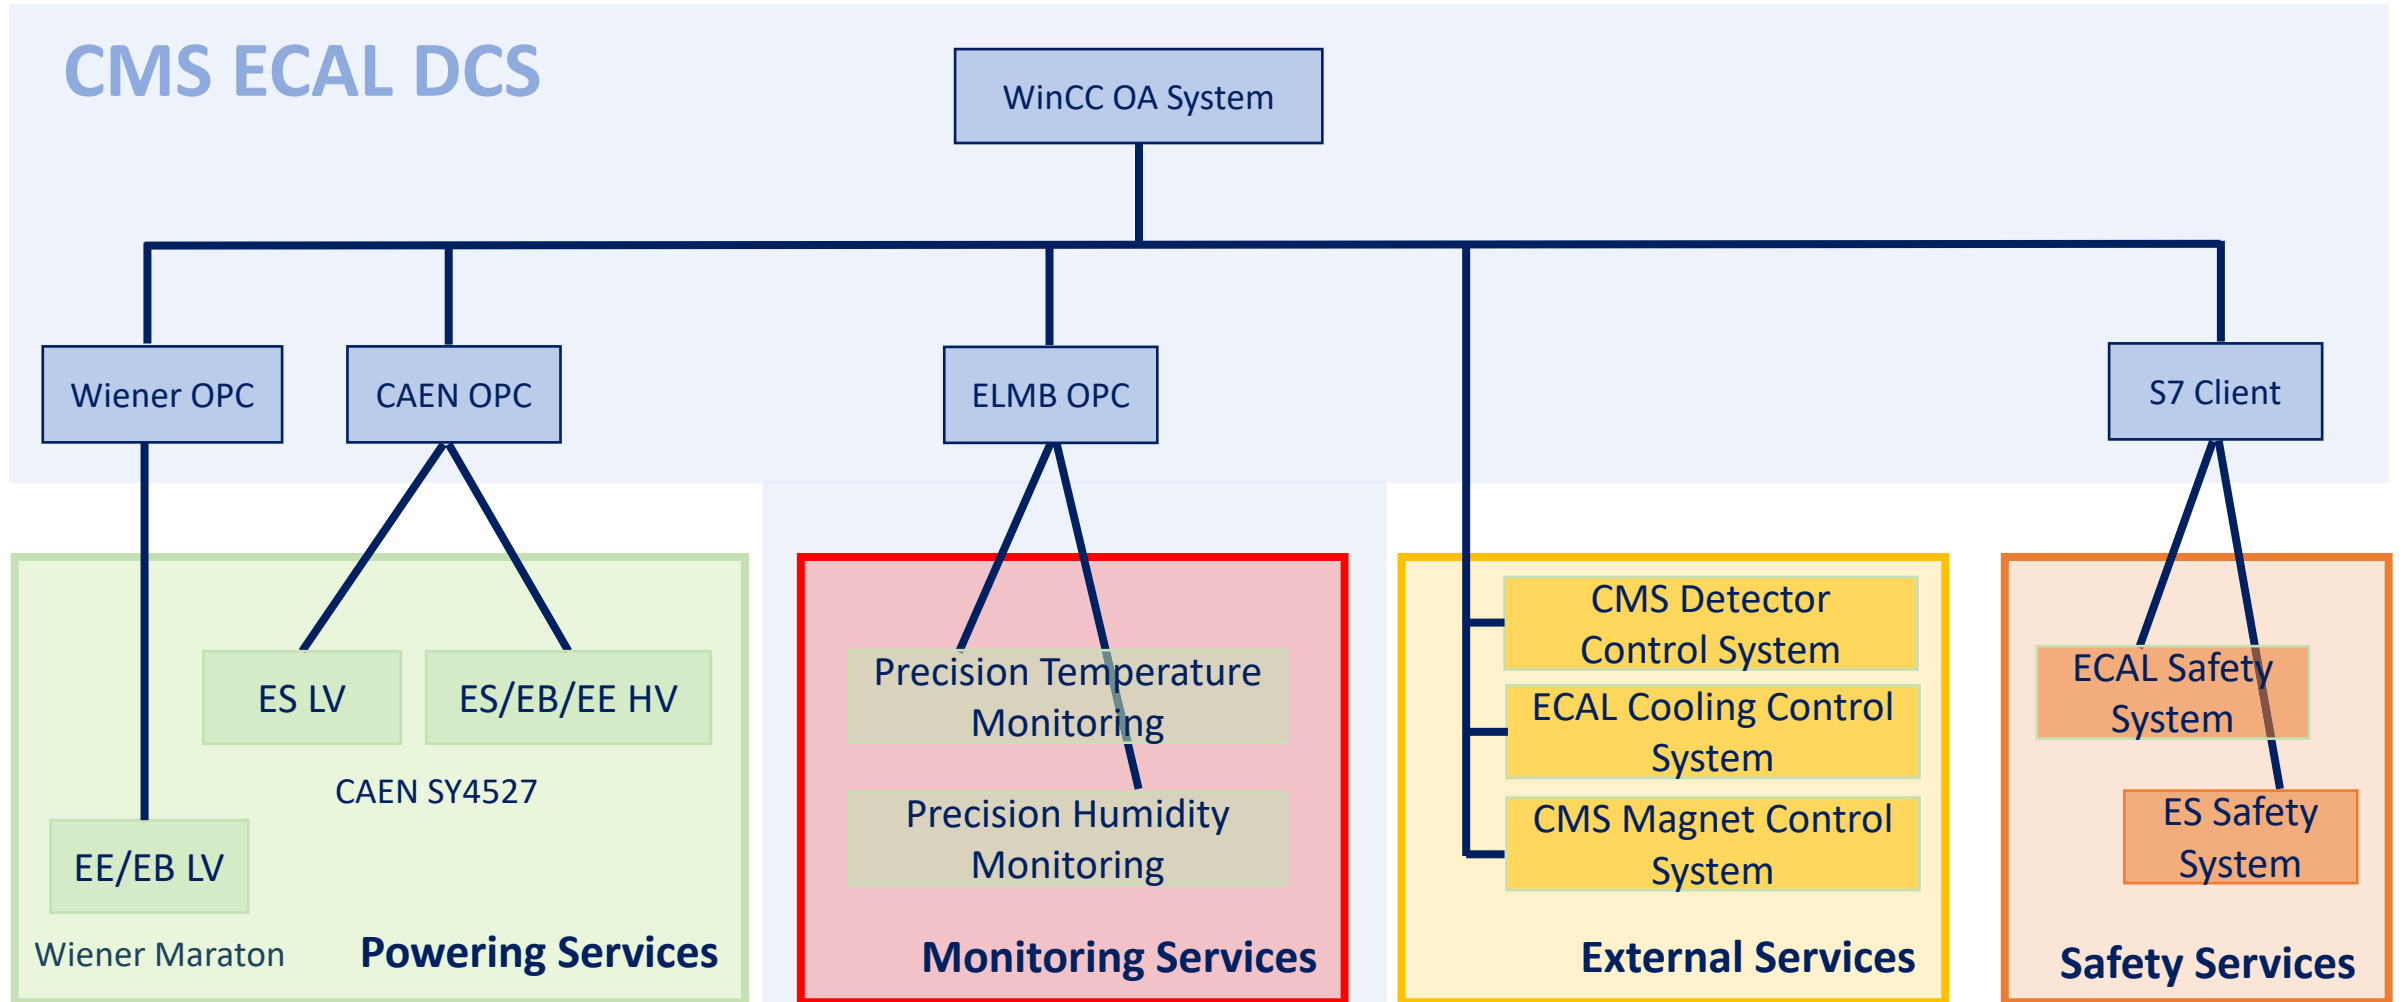 CMS ECAL DCS
WinCC OA System
Wiener OPC
CAEN OPC
ELMB OPC
S7 Client
ES LV
ES/EB/EE HV
CAEN SY4527
EE/EB LV
Wiener Maraton
Powering Services
Precision Temperature
Monitoring
Precision Humidity
Monitoring
Monitoring Services
CMS Detector
Control System
ECAL Cooling Control
System
CMS Magnet Control
System
External Services
ECAL Safety
System
ES Safety
System
Safety Services